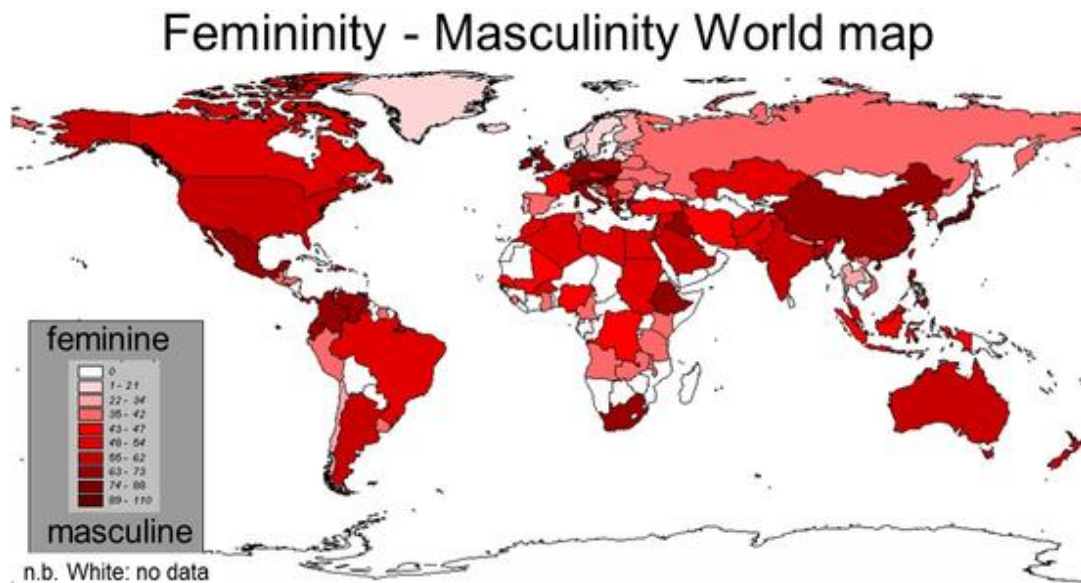 Femininity - Masculinity World map
feminine
0
1 - 21
22 - 34
35 - 42
43 - 47
48 - 54
55 - 62
63 - 73
74 - 88
89 - 110
masculine
n.b. White: no data